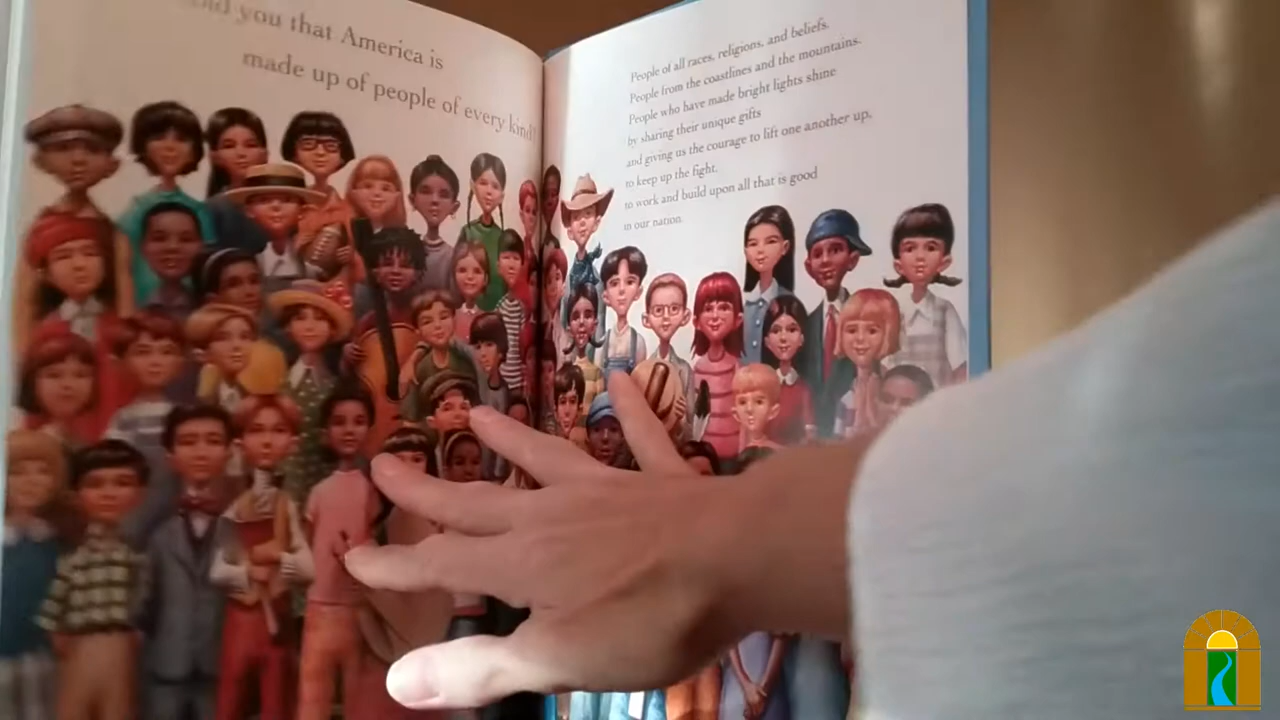 you that America is
made up of people of every kind?
People of all races, religions, and beliefs.
People from the coastlines and the mountains.
People who have made bright lights shine
by sharing their unique gifts
and giving us the courage to lift one another up,
to keep up the fight,
to work and build upon all that is good
in our nation.